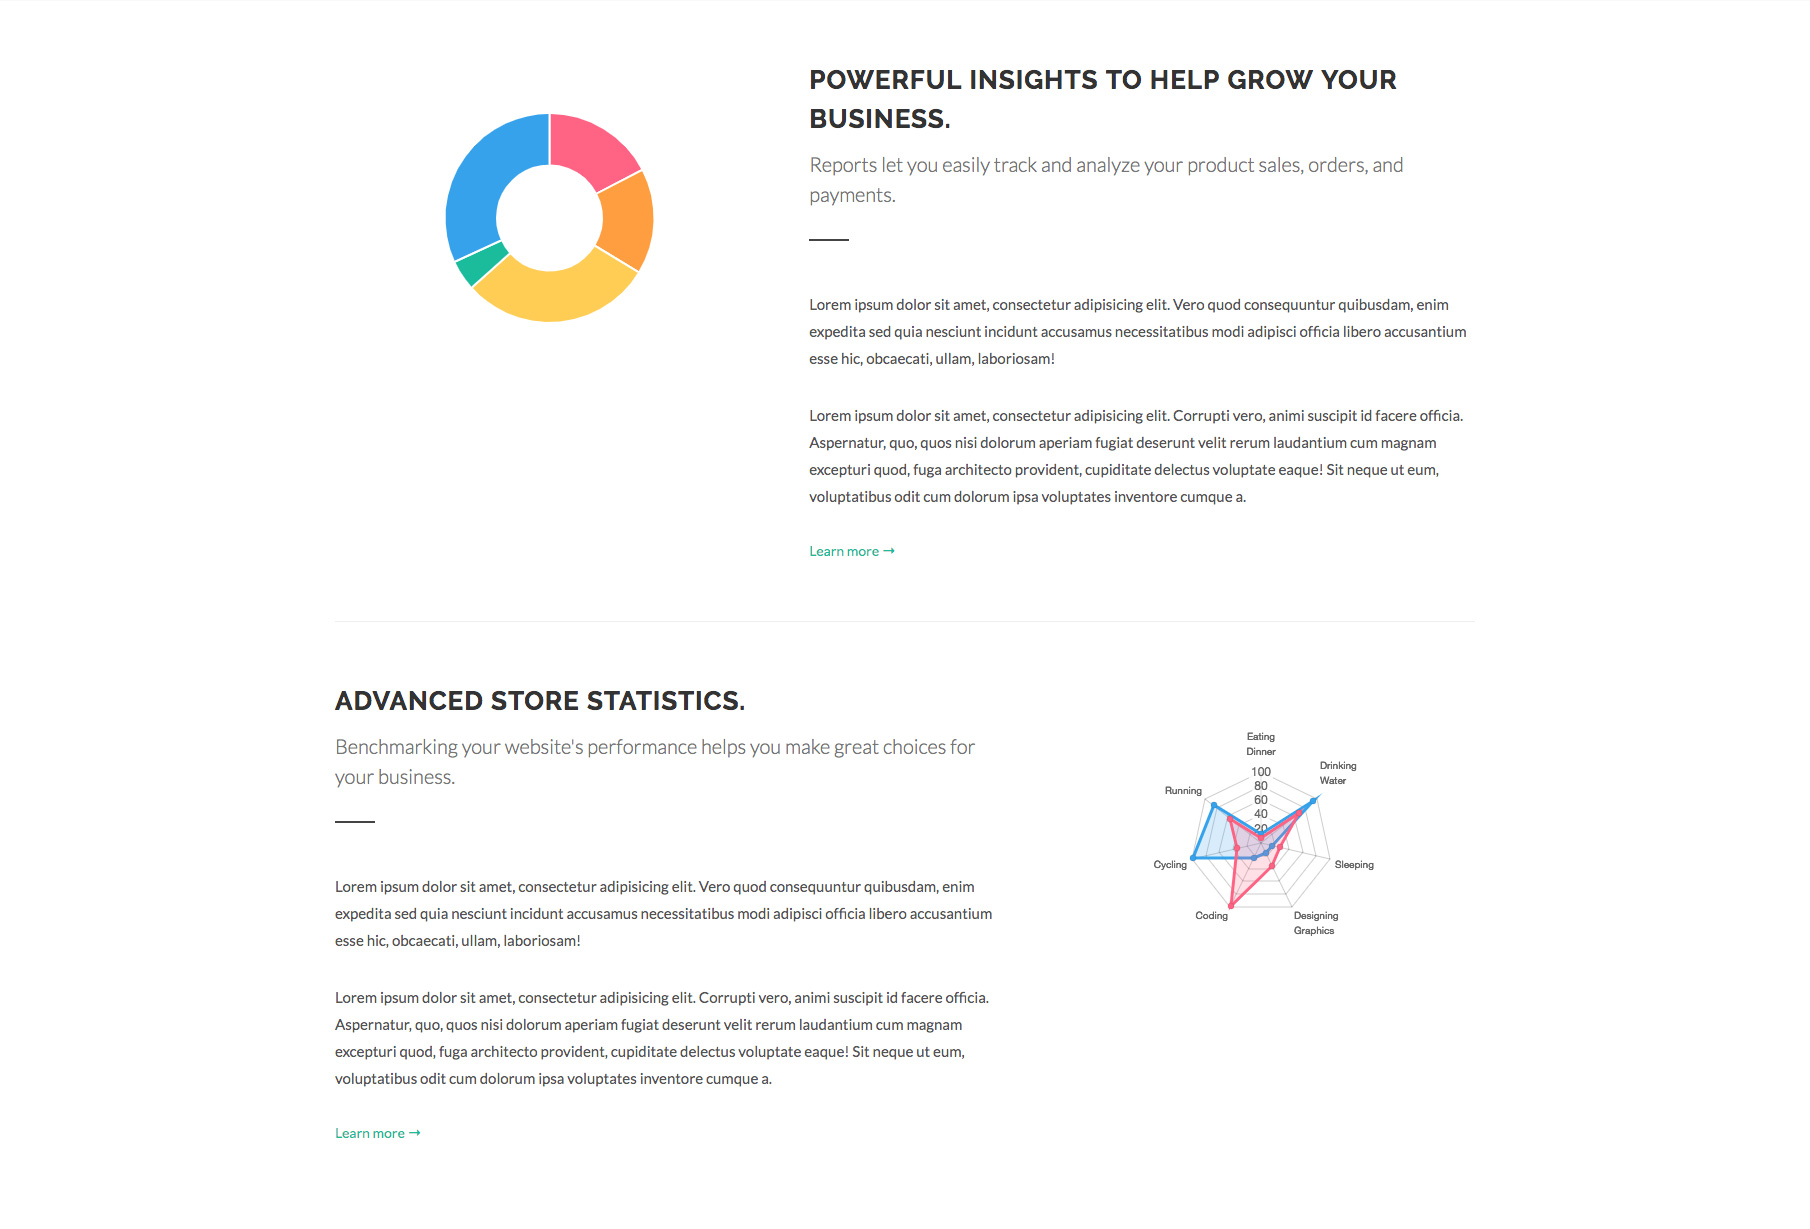 POWERFUL INSIGHTS TO HELP GROW YOUR
BUSINESS.
Reports let you easily track and analyze your product sales, orders, and
payments.
Lorem ipsum dolor sit amet, consectetur adipisicing elit. Vero quod consequuntur quibusdam, enim
expedita sed quia nesciunt incidunt accusamus necessitatibus modi adipisci officia libero accusantium
esse hic, obcaecati, ullam, laboriosam!
Lorem ipsum dolor sit amet, consectetur adipisicing elit. Corrupti vero, animi suscipit id facere officia.
Aspernatur, quo, quos nisi dolorum aperiam fugiat deserunt velit rerum laudantium cum magnam
excepturi quod, fuga architecto provident, cupiditate delectus voluptate eaque! Sit neque ut eum,
voluptatibus odit cum dolorum ipsa voluptates inventore cumque a.
Learn more →
ADVANCED STORE STATISTICS.
Benchmarking your website's performance helps you make great choices for
your business.
Lorem ipsum dolor sit amet, consectetur adipisicing elit. Vero quod consequuntur quibusdam, enim
expedita sed quia nesciunt incidunt accusamus necessitatibus modi adipisci officia libero accusantium
esse hic, obcaecati, ullam, laboriosam!
Lorem ipsum dolor sit amet, consectetur adipisicing elit. Corrupti vero, animi suscipit id facere officia.
Aspernatur, quo, quos nisi dolorum aperiam fugiat deserunt velit rerum laudantium cum magnam
excepturi quod, fuga architecto provident, cupiditate delectus voluptate eaque! Sit neque ut eum,
voluptatibus odit cum dolorum ipsa voluptates inventore cumque a.
Learn more →
Eating
Dinner
Drinking
Water
Sleeping
Designing
Graphics
Coding
Cycling
Running
100
80
60
40
20